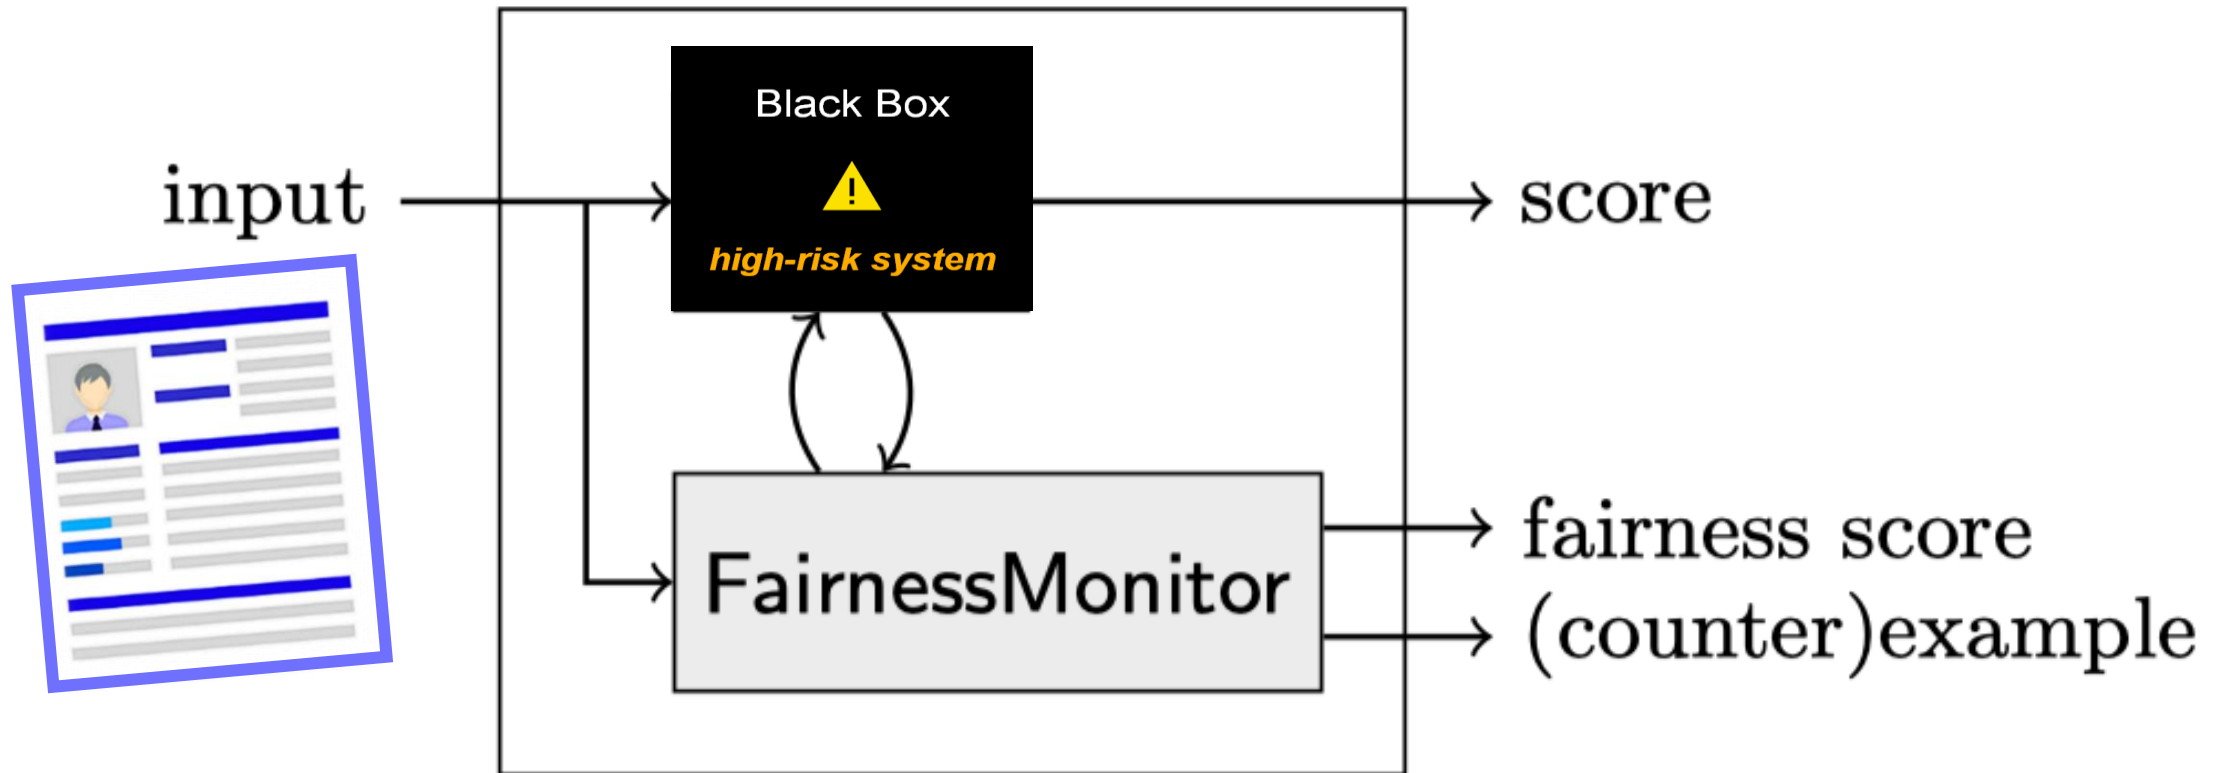 Black Box
!
high-risk system
input
score
FairnessMonitor
fairness score
(counter)example